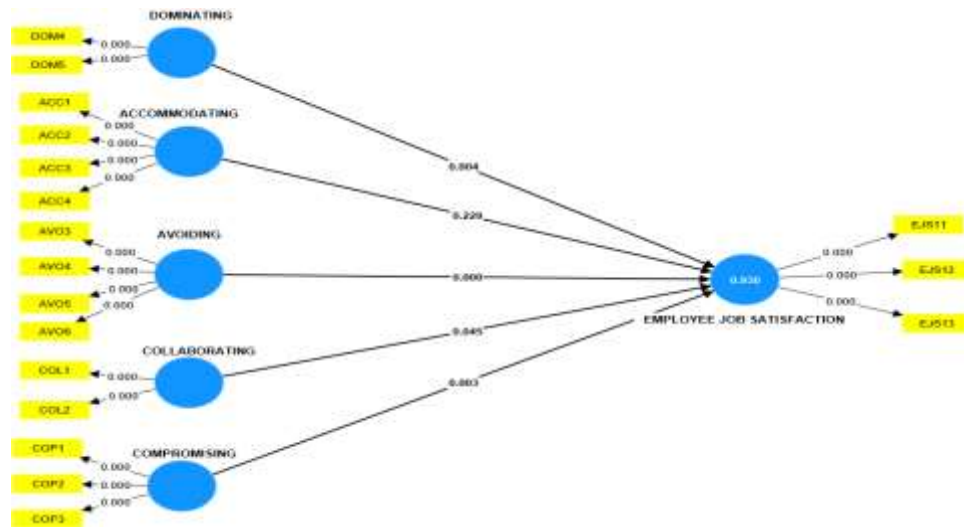 DOMINATING
DOM4
0.000
DOM5
0.000
ACC1
ACCOMMODATING
0.000
ACC2
0.000
ACC3
0.000
ACC4
0.000
AVO3
AVOIDING
0.000
AVO4
0.000
AVO5
0.000
AVO6
0.000
COLLABORATING
COL1
0.000
COL2
0.000
COP1
COMPROMISING
0.000
COP2
0.000
COP3
0.000
0.004
0.229
0.000
0.045
0.003
0.930
EMPLOYEE JOB SATISFACTION
EJS11
0.000
EJS12
0.000
EJS13
0.000